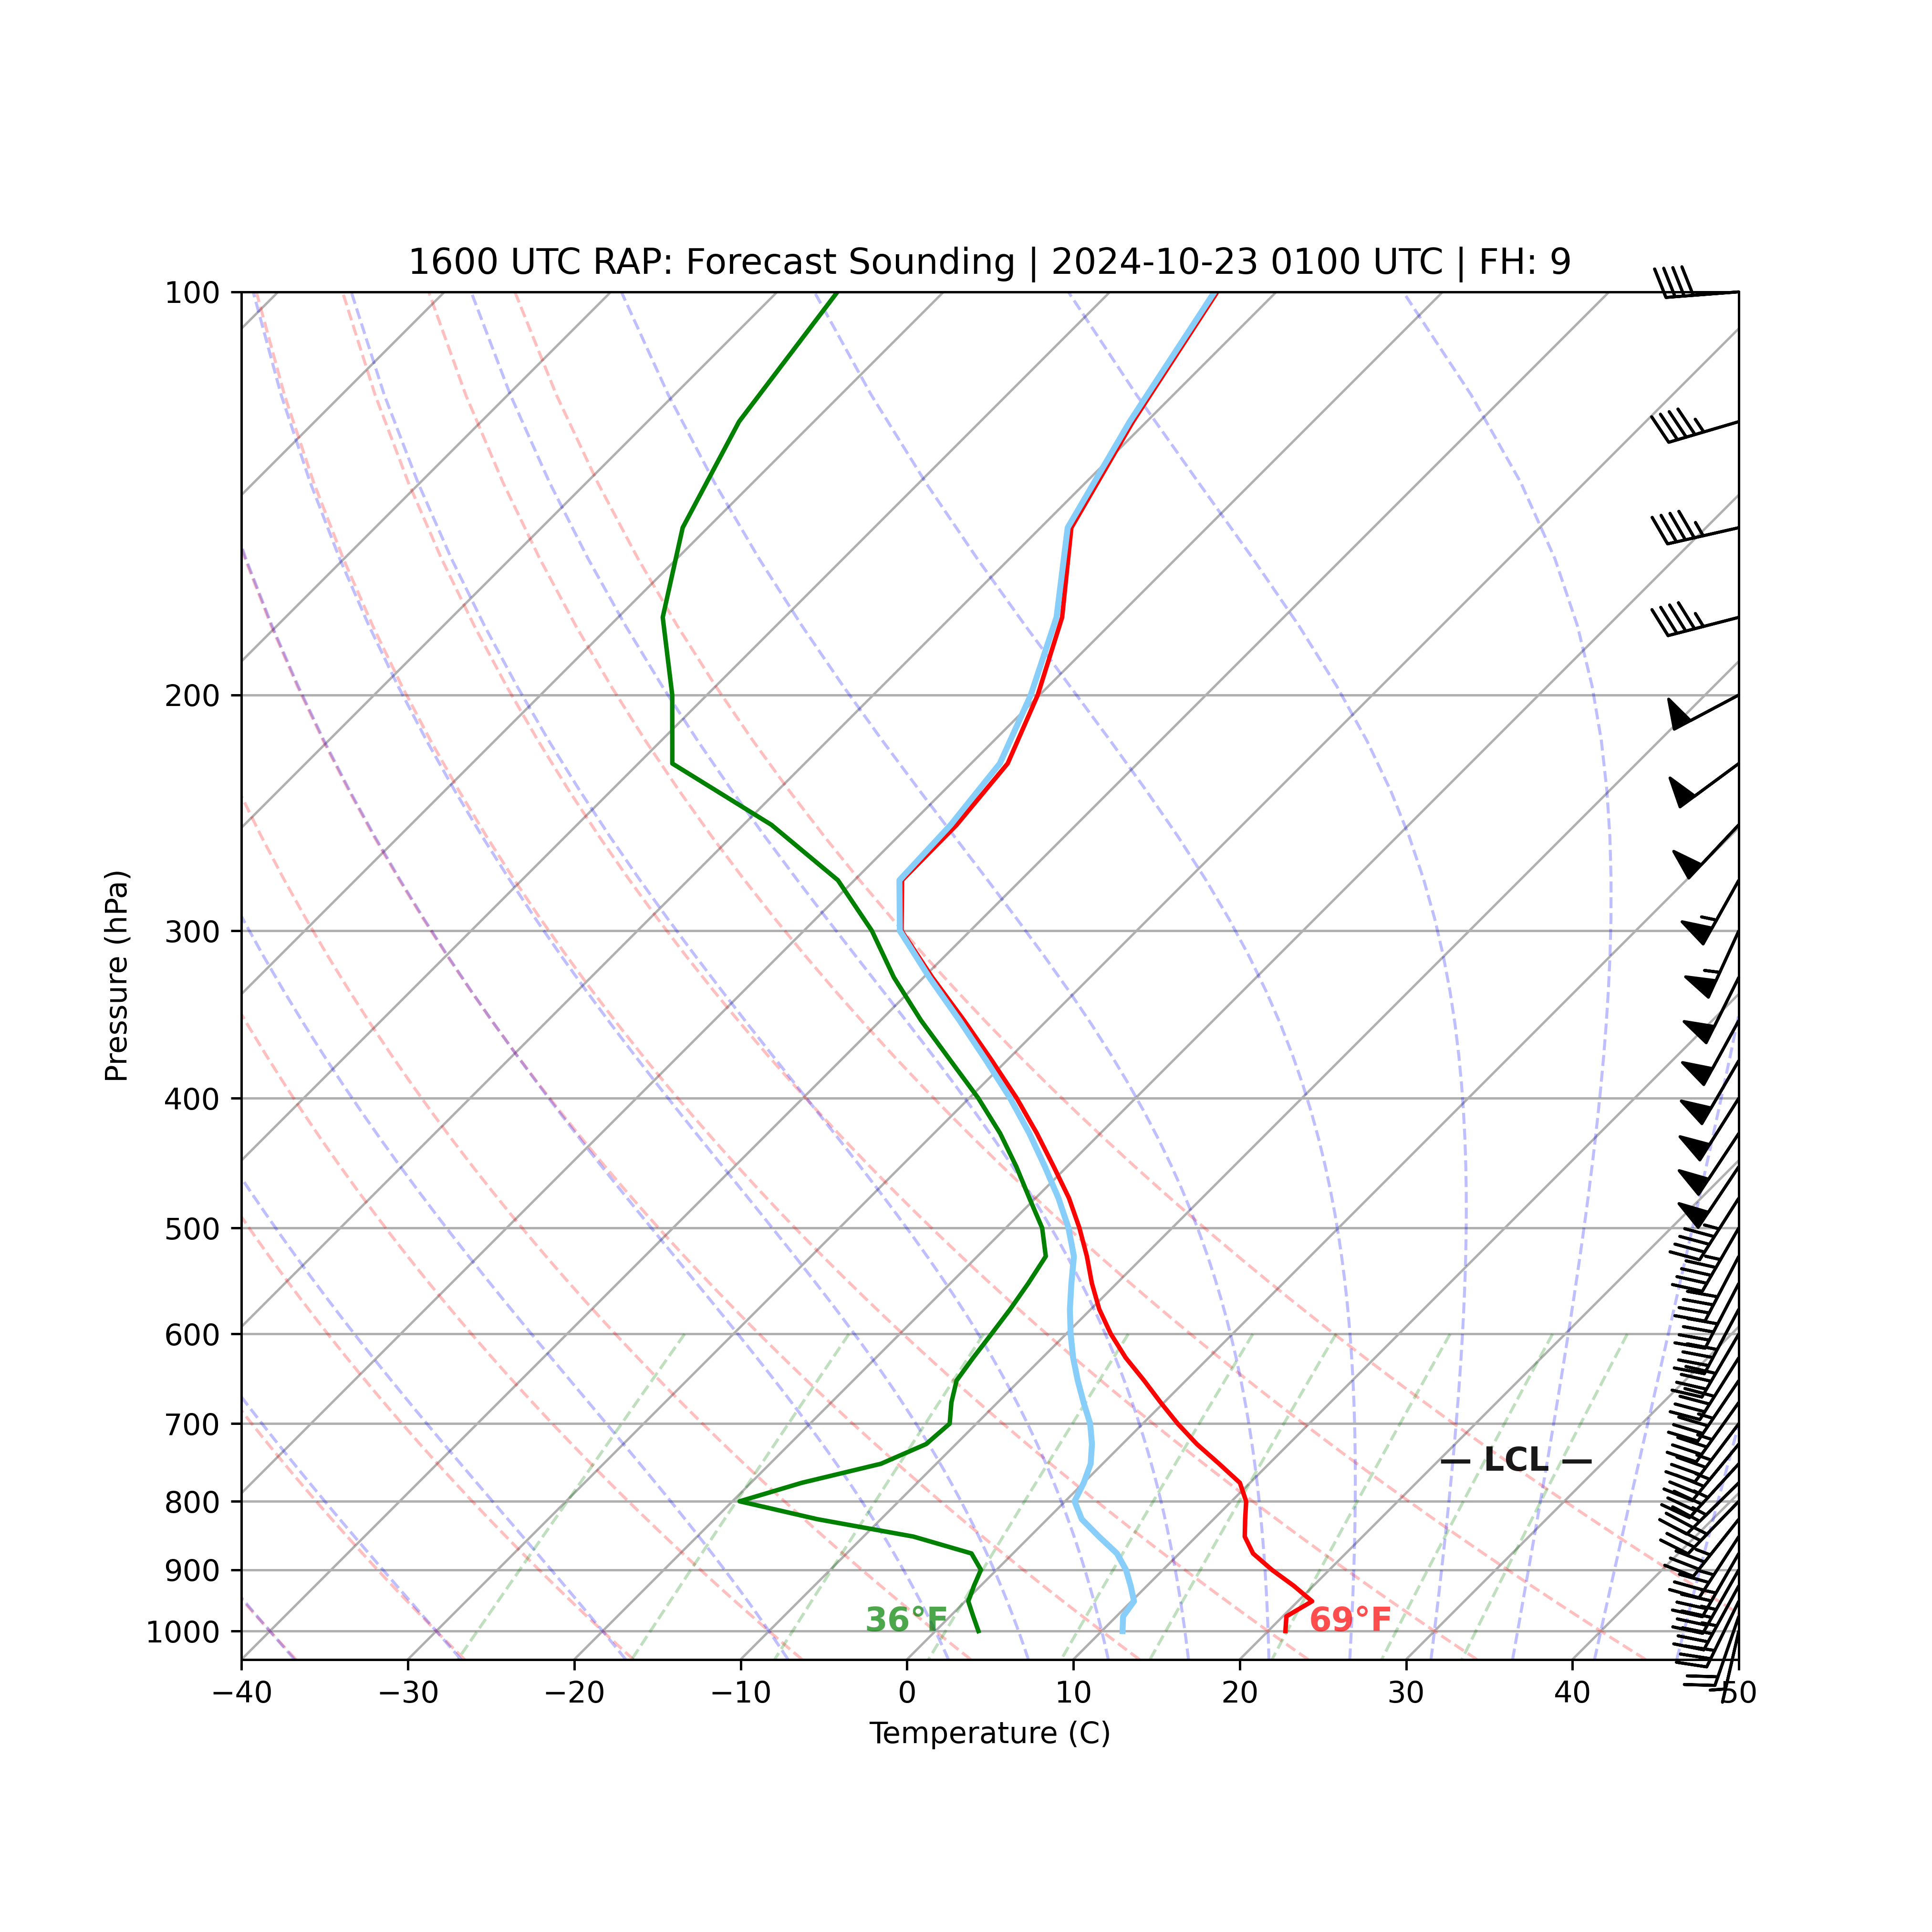 1600 UTC RAP: Forecast Sounding | 2024-10-23 0100 UTC | FH: 9
100
200
300
400
500
600
700
800
900
1000
Pressure (hPa)
— LCL —
36°F 69°F
−40 −30 −20 −10 0 10 20 30 40 50
Temperature (C)